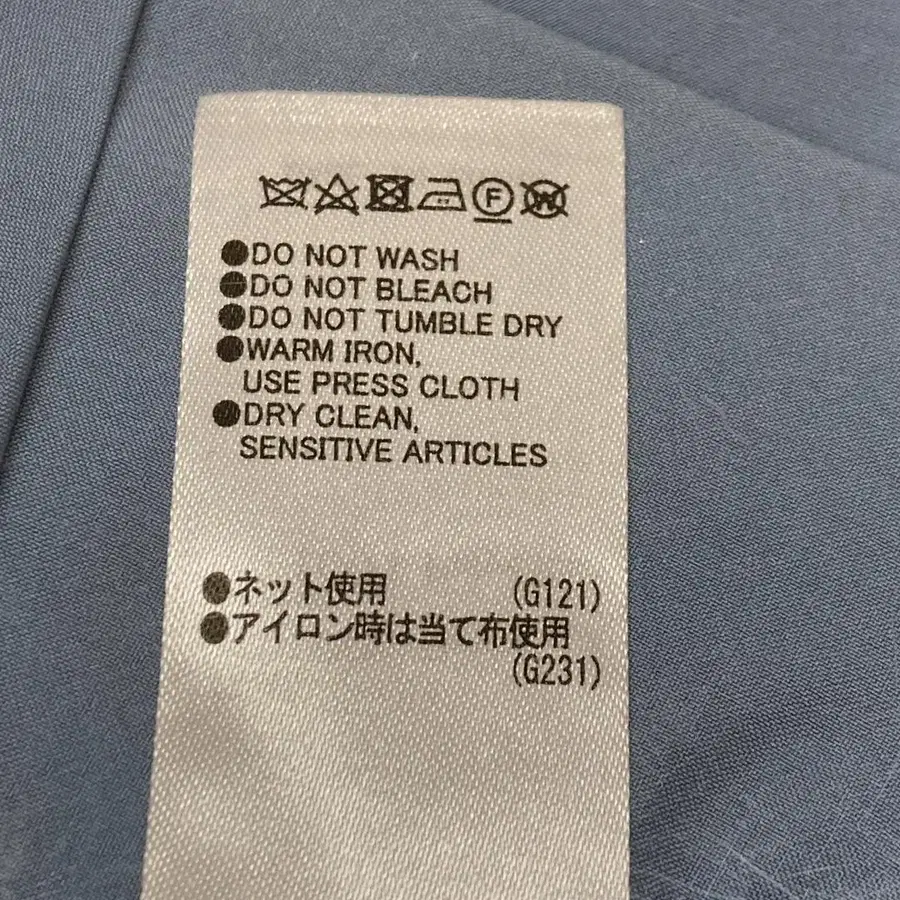 F W
●DO NOT WASH
●DO NOT BLEACH
●DO NOT TUMBLE DRY
●WARM IRON,
USE PRESS CLOTH
●DRY CLEAN,
SENSITIVE ARTICLES
●ネット使用 (G121)
●アイロン時は当て布使用
(G231)